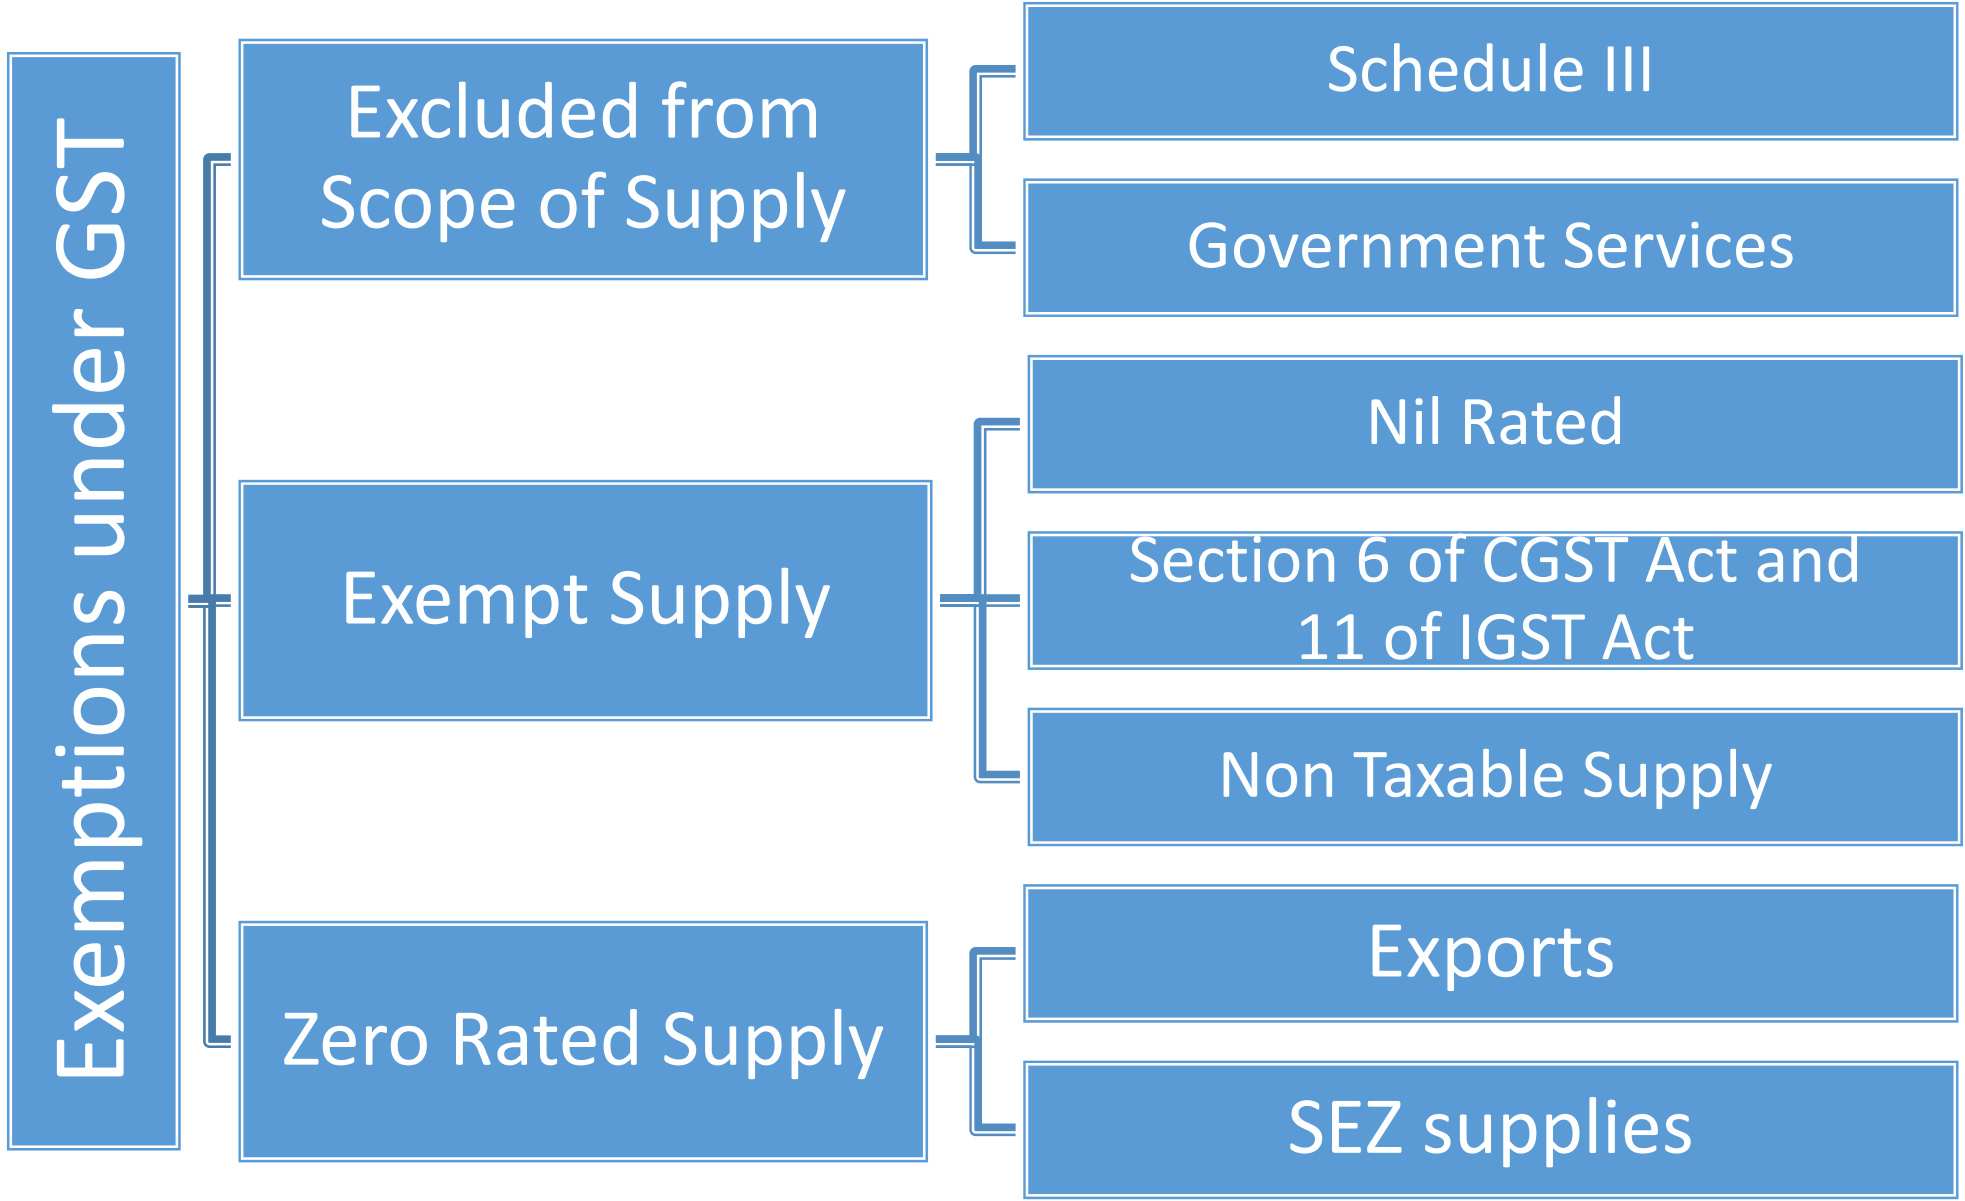 Exemptions under GST
Excluded from
Scope of Supply
Schedule III
Government Services
Exempt Supply
Nil Rated
Section 6 of CGST Act and
11 of IGST Act
Non Taxable Supply
Zero Rated Supply
Exports
SEZ supplies